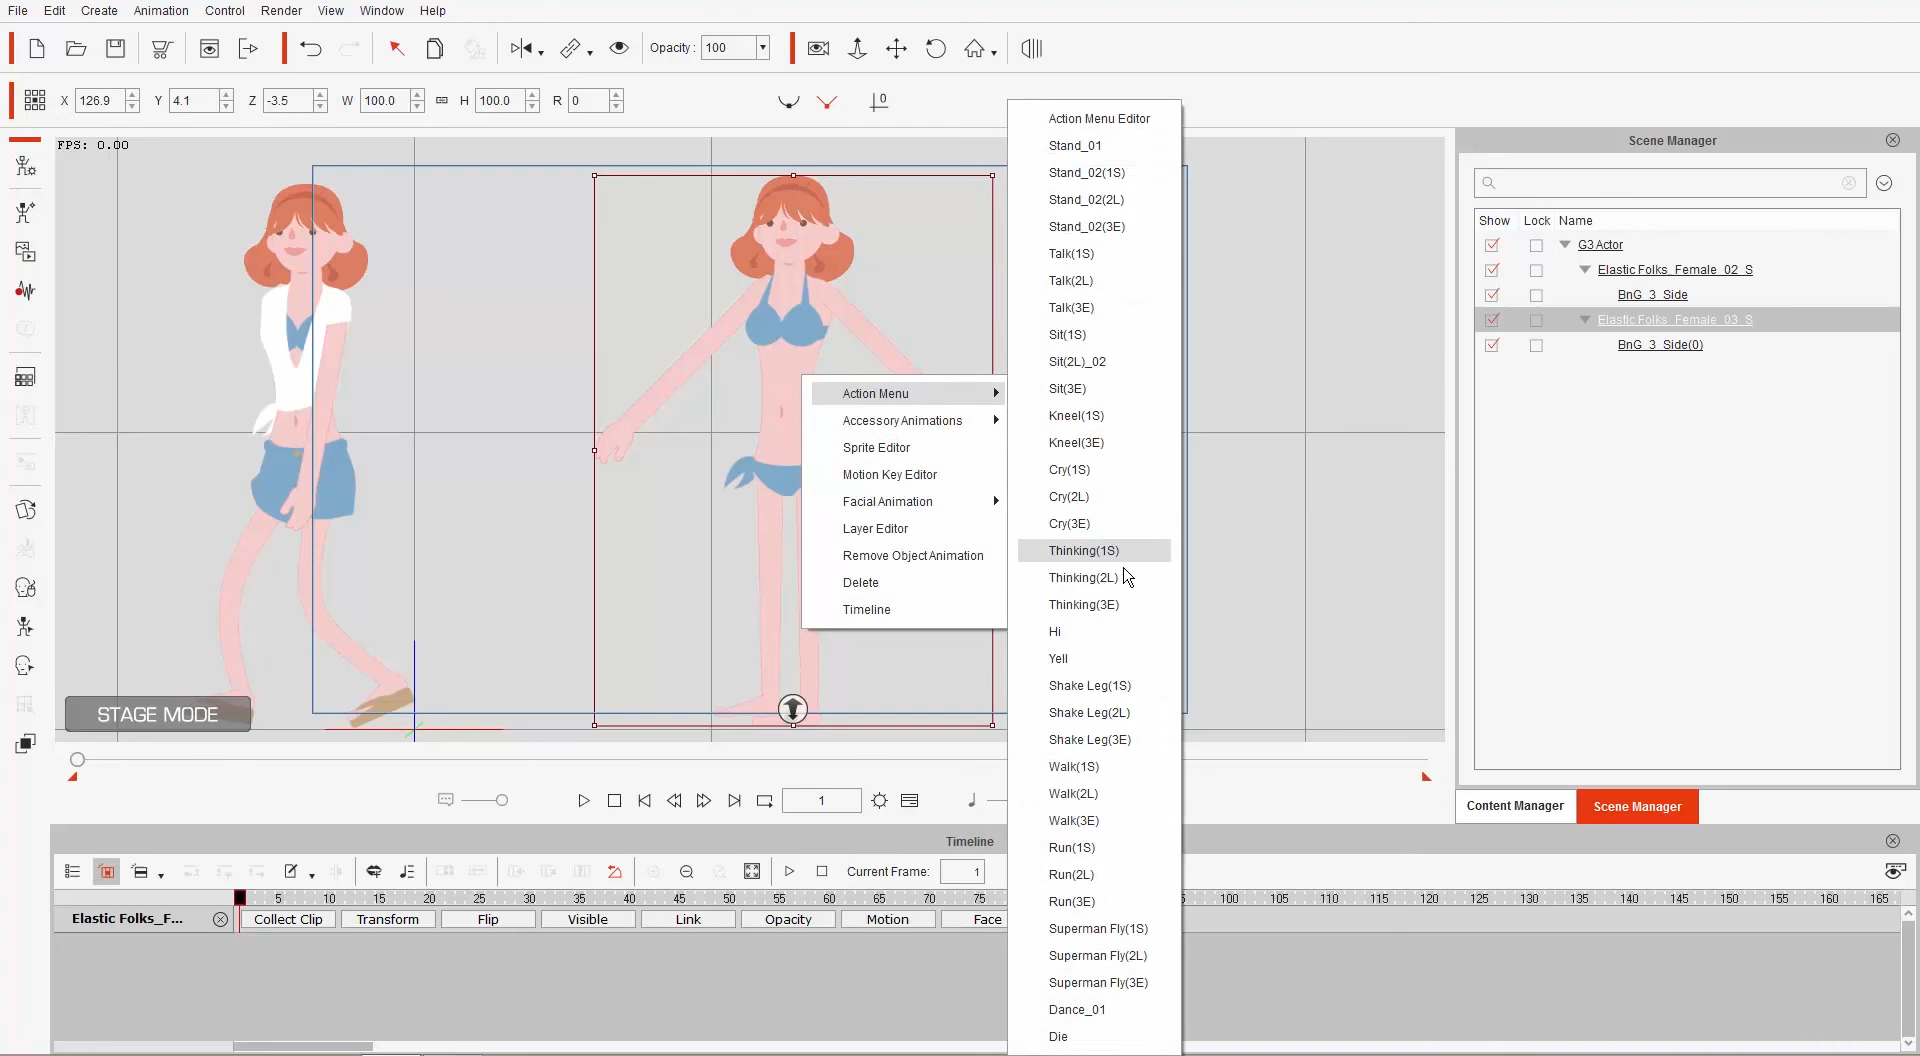 File Edit Create Animation Control Render View Window Help
Opacity : 100
X 126.9 Y 4.1 Z -3.5 W 100.0 H 100.0 R 0 0
FPS: 0.00
STAGE MODE
Action Menu
Accessory Animations
Sprite Editor
Motion Key Editor
Facial Animation
Layer Editor
Remove Object Animation
Delete
Timeline
Action Menu Editor
Stand_01
Stand_02(1S)
Stand_02(2L)
Stand_02(3E)
Talk(1S)
Talk(2L)
Talk(3E)
Sit(1S)
Sit(2L)_02
Sit(3E)
Kneel(1S)
Kneel(3E)
Cry(1S)
Cry(2L)
Cry(3E)
Thinking(1S)
Thinking(2L)
Thinking(3E)
Hi
Yell
Shake Leg(1S)
Shake Leg(2L)
Shake Leg(3E)
Walk(1S)
Walk(2L)
Walk(3E)
Run(1S)
Run(2L)
Run(3E)
Superman Fly(1S)
Superman Fly(2L)
Superman Fly(3E)
Dance_01
Die
Scene Manager
Show Lock Name
G3 Actor
Elastic Folks_Female_02_S
BnG_3_Side
Elastic Folks_Female_03_S
BnG_3_Side(0)
Content Manager Scene Manager
1
Timeline
Current Frame: 1
5 10 15 20 25 30 35 40 45 50 55 60 65 70 75 100 105 110 115 120 125 130 135 140 145 150 155 160 165
Elastic Folks_F... Collect Clip Transform Flip Visible Link Opacity Motion Face